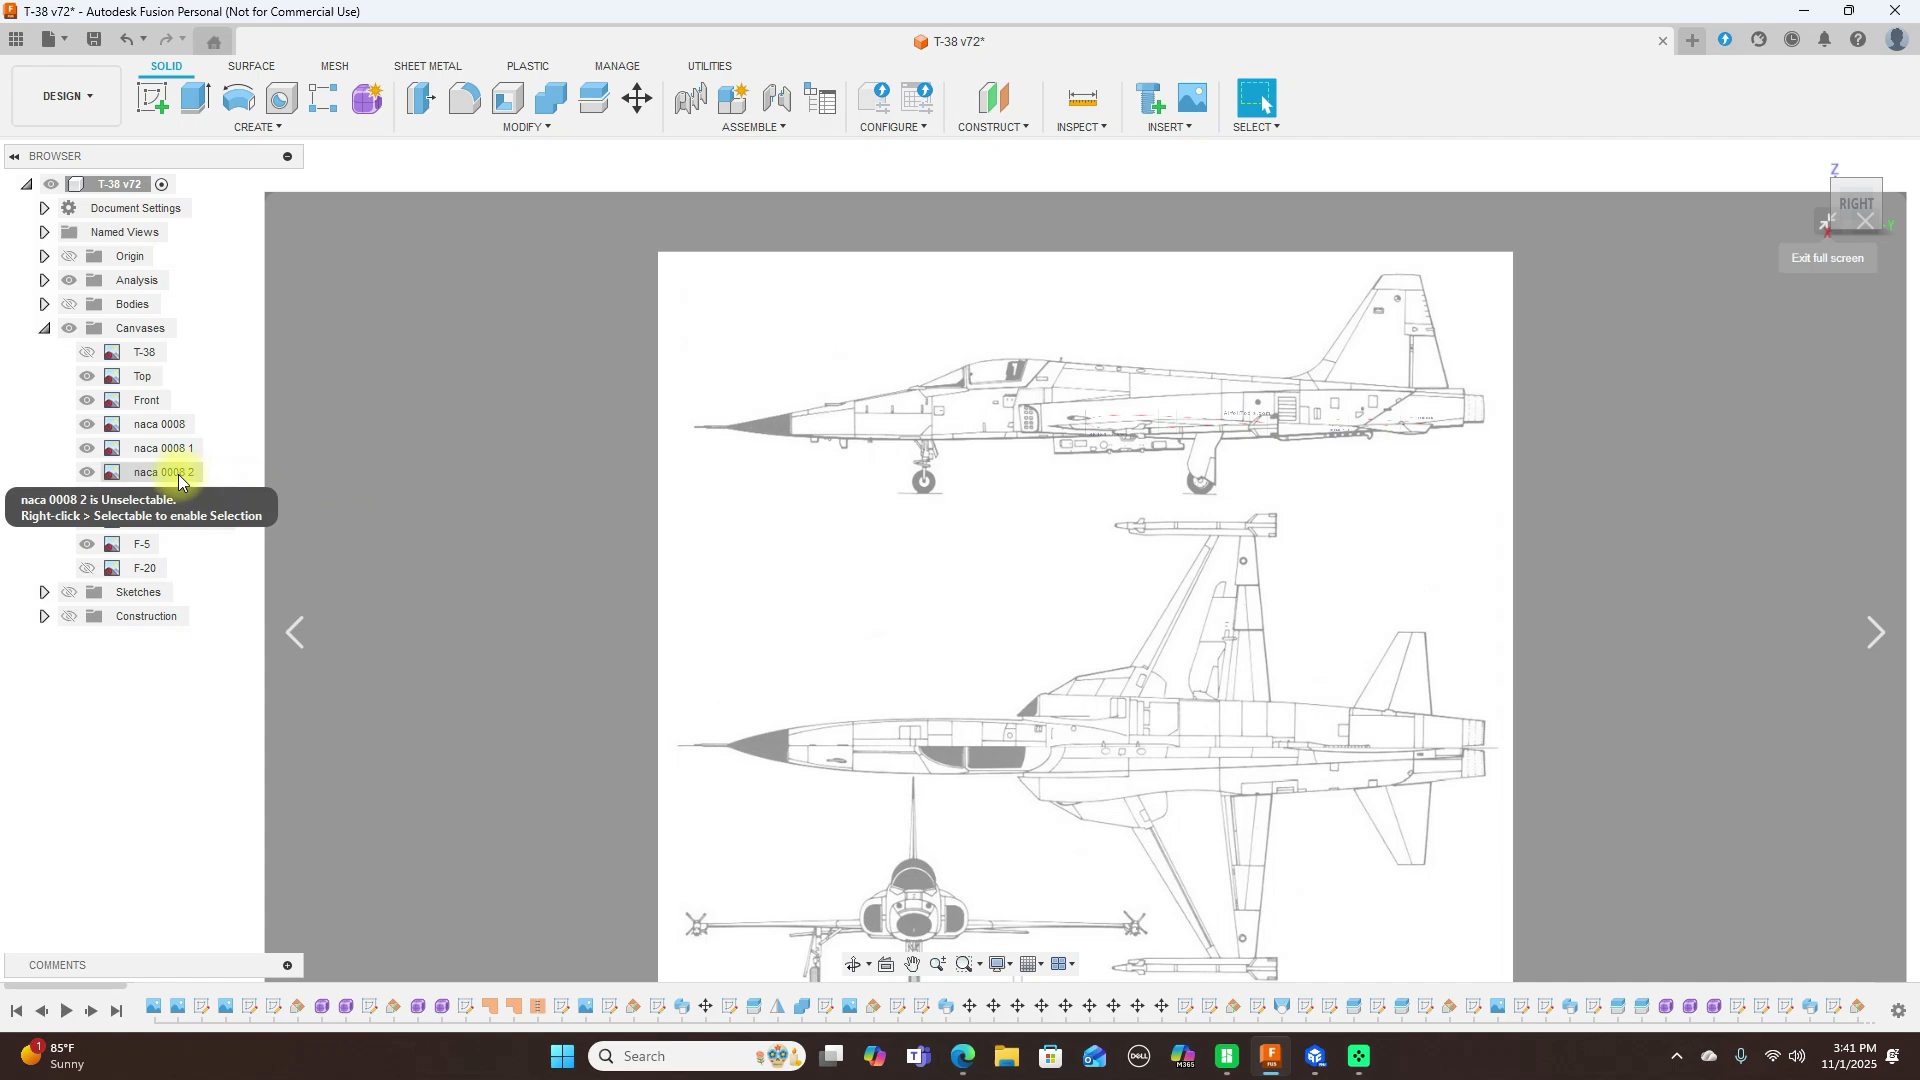 T-38 v72* - Autodesk Fusion Personal (Not for Commercial Use)
T-38 v72*
SOLID SURFACE MESH SHEET METAL PLASTIC MANAGE UTILITIES
DESIGN
CREATE MODIFY ASSEMBLE CONFIGURE CONSTRUCT INSPECT INSERT SELECT
BROWSER
T-38 v72
Document Settings
Named Views
Origin
Analysis
Bodies
Canvases
T-38
Top
Front
naca 0008
naca 0008 1
naca 0008 2
naca 0008 2 is Unselectable.
Right-click > Selectable to enable Selection
F-5
F-20
Sketches
Construction
Z
RIGHT
Y
X
Exit full screen
COMMENTS
1
85°F
Sunny
Search
DELL
M365
FUS
3:41 PM
11/1/2025